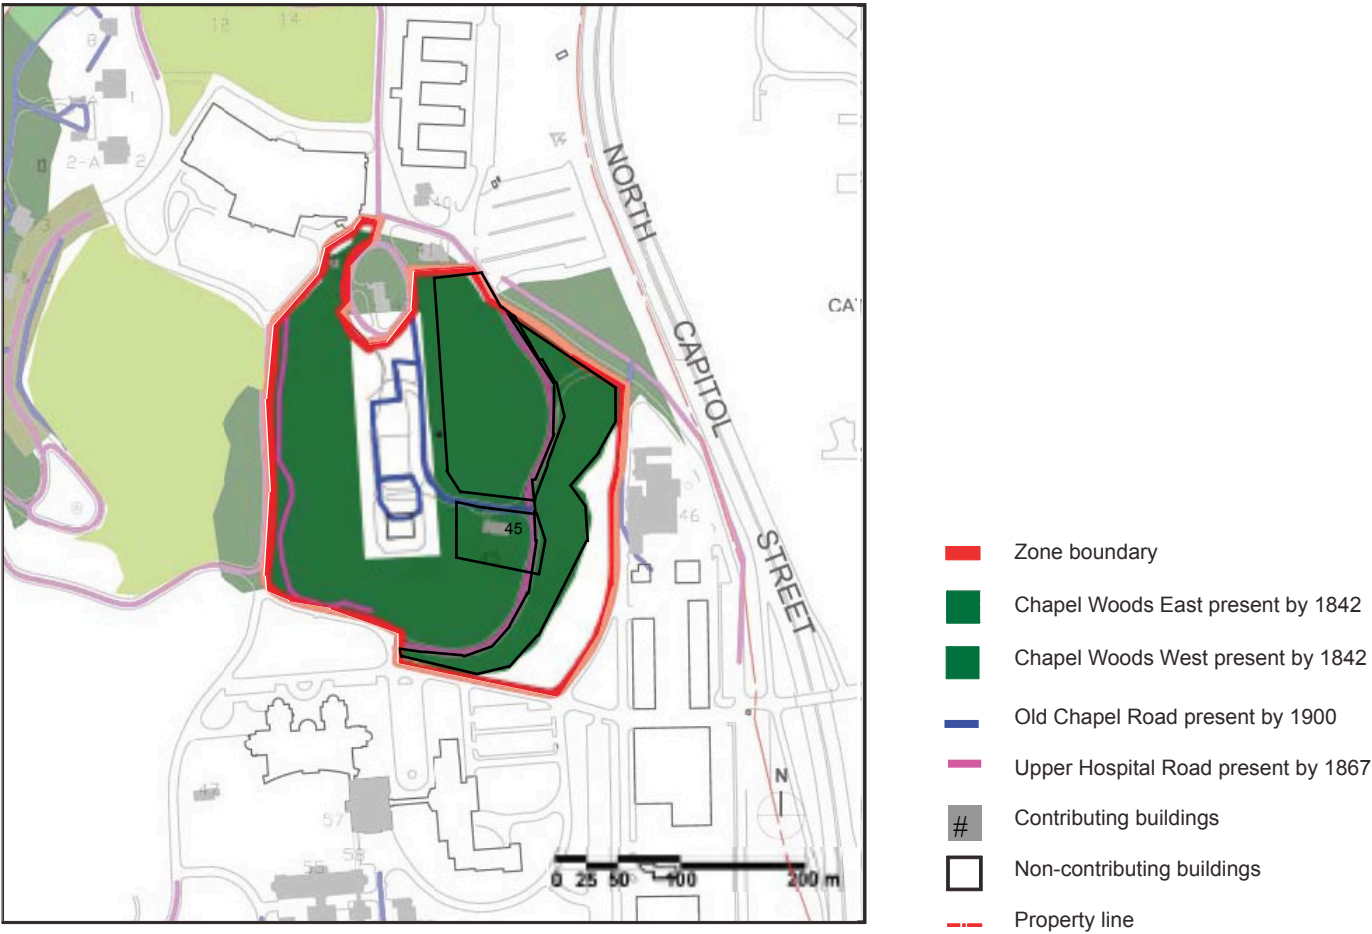 12
14
8
1
2-A
2
3
40
NORTH
CAPITOL
STREET
CAT
45
46
47
57
58
56
N
0 25 50 100 200 m
Zone boundary
Chapel Woods East present by 1842
Chapel Woods West present by 1842
Old Chapel Road present by 1900
Upper Hospital Road present by 1867
# Contributing buildings
Non-contributing buildings
Property line